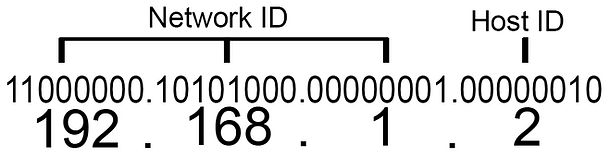 Network ID Host ID
11000000.10101000.00000001.00000010
192 . 168 . 1 . 2